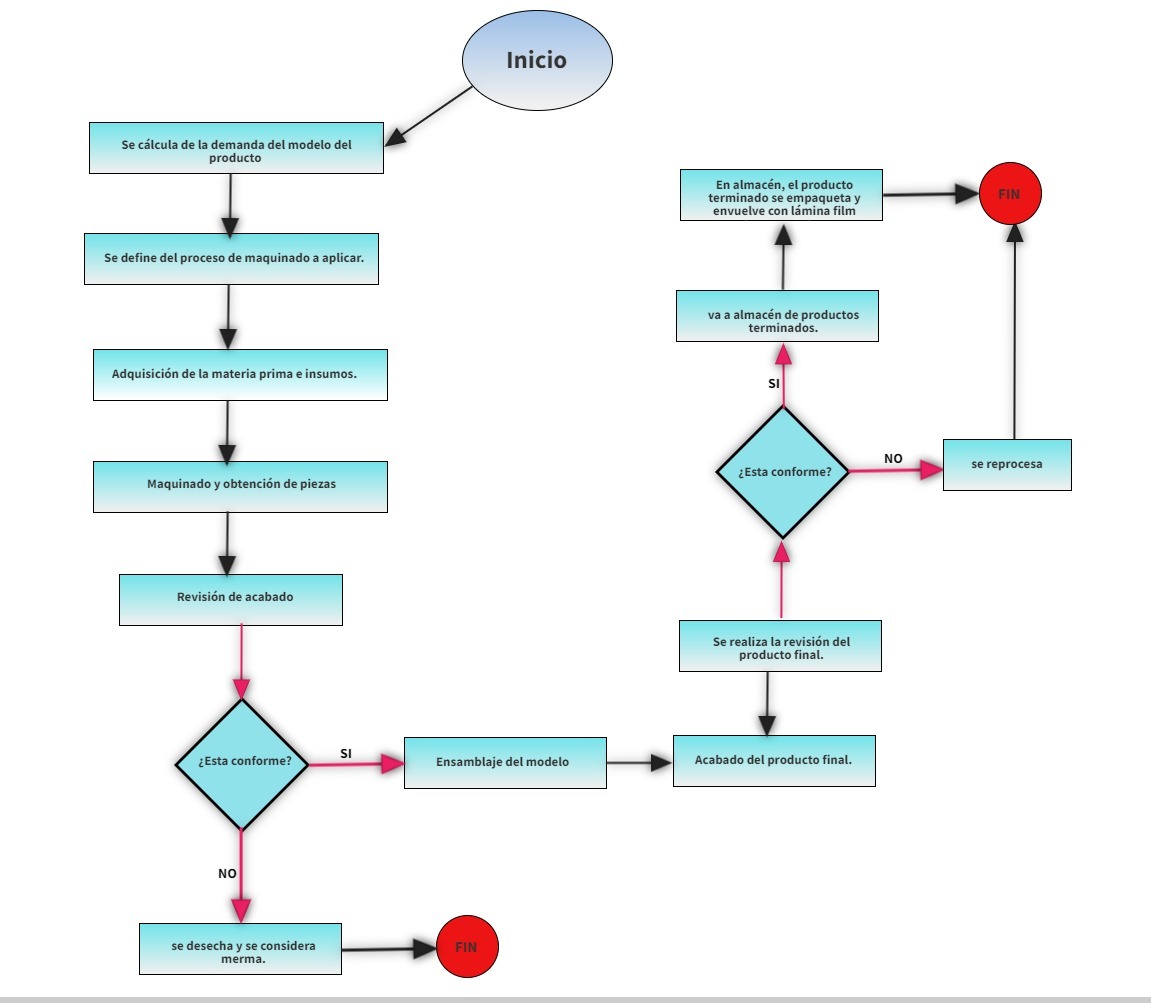 Inicio
Se cálcula de la demanda del modelo del
producto
Se define del proceso de maquinado a aplicar.
Adquisición de la materia prima e insumos.
Maquinado y obtención de piezas
Revisión de acabado
¿Esta conforme?
SI
NO
se desecha y se considera
merma.
FIN
Ensamblaje del modelo
Acabado del producto final.
Se realiza la revisión del
producto final.
¿Esta conforme?
SI
NO
se reprocesa
va a almacén de productos
terminados.
En almacén, el producto
terminado se empaqueta y
envuelve con lámina film
FIN